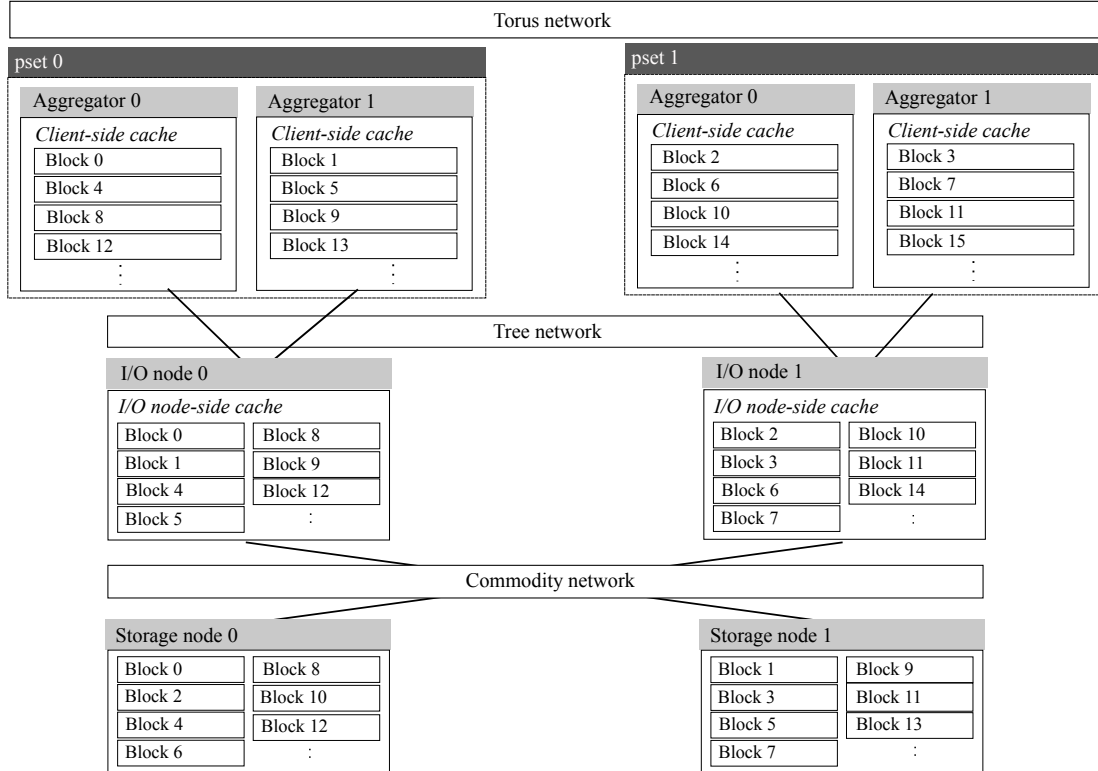 Torus network
pset 0
Aggregator 0
Client-side cache
Block 0
Block 4
Block 8
Block 12
:
Aggregator 1
Client-side cache
Block 1
Block 5
Block 9
Block 13
:
pset 1
Aggregator 0
Client-side cache
Block 2
Block 6
Block 10
Block 14
:
Aggregator 1
Client-side cache
Block 3
Block 7
Block 11
Block 15
:
Tree network
I/O node 0
I/O node-side cache
Block 0
Block 1
Block 4
Block 5
Block 8
Block 9
Block 12
:
I/O node 1
I/O node-side cache
Block 2
Block 3
Block 6
Block 7
Block 10
Block 11
Block 14
:
Commodity network
Storage node 0
Block 0
Block 2
Block 4
Block 6
Block 8
Block 10
Block 12
:
Storage node 1
Block 1
Block 3
Block 5
Block 7
Block 9
Block 11
Block 13
: